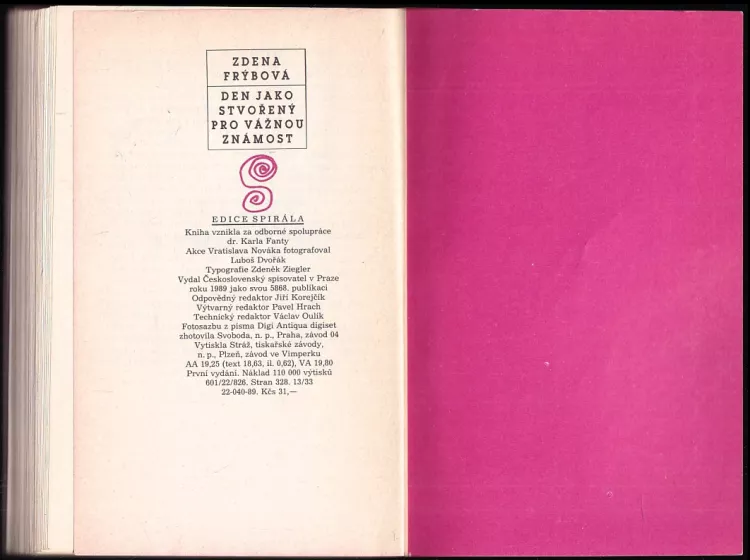 ZDENA
FRÝBOVÁ
DEN JAKO
STVOŘENÝ
PRO VÁŽNOU
ZNÁMOST
EDICE SPIRÁLA
Kniha vznikla za odborné spolupráce
dr. Karla Fanty
Akce Vratislava Nováka fotografoval
Luboš Dvořák
Typografie Zdeněk Ziegler
Vydal Československý spisovatel v Praze
roku 1989 jako svou 5868. publikaci
Odpovědný redaktor Jiří Korejčík
Výtvarný redaktor Pavel Hrach
Technický redaktor Václav Oulík
Fotosazbu z písma Digi Antiqua digiset
zhotovila Svoboda, n. p., Praha, závod 04
Vytiskla Stráž, tiskařské závody,
n. p., Plzeň, závod ve Vimperku
AA 19,25 (text 18,63, il. 0,62), VA 19,80
První vydání. Náklad 110 000 výtisků
601/22/826. Stran 328. 13/33
22-040-89. Kčs 31,—